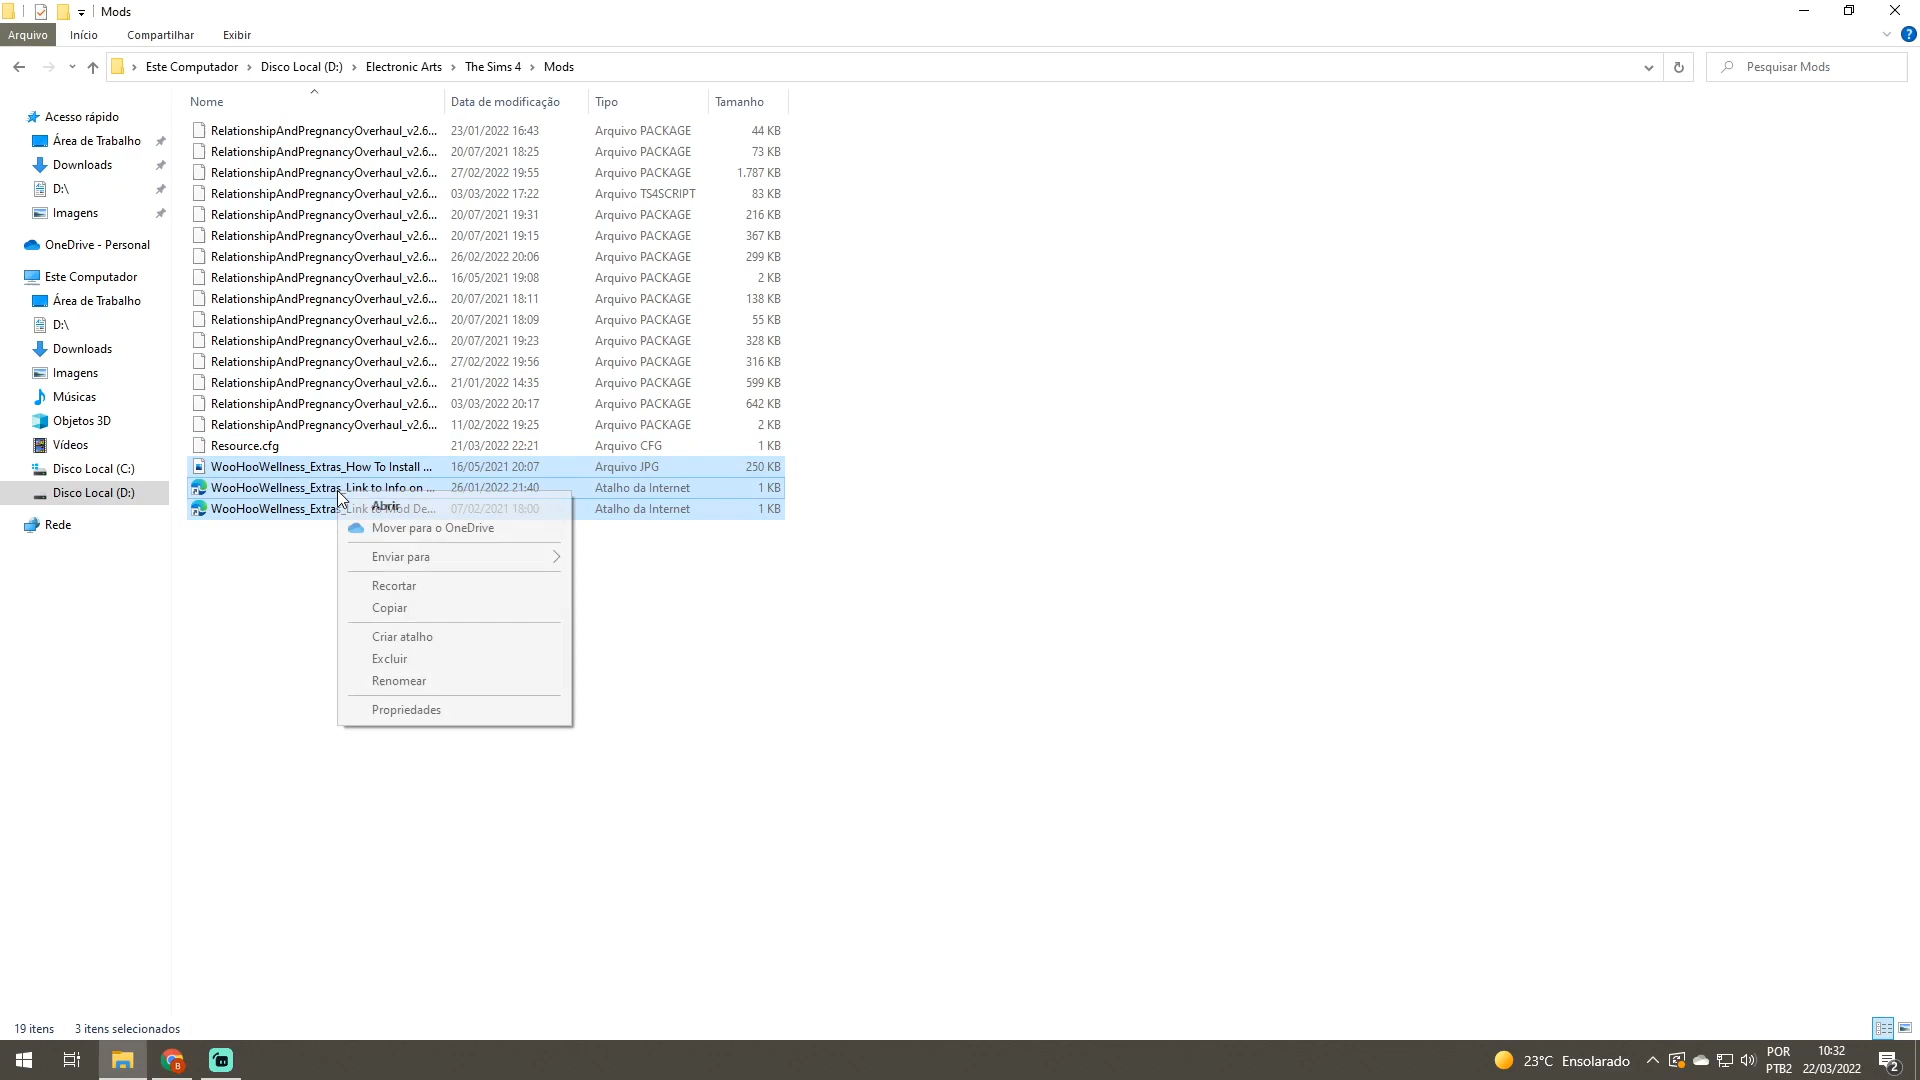 Mods
Arquivo Início Compartilhar Exibir
Este Computador Disco Local (D:) Electronic Arts The Sims 4 Mods
Pesquisar Mods
Nome Data de modificação Tipo Tamanho
Acesso rápido
Área de Trabalho
Downloads
D:\
Imagens
OneDrive - Personal
Este Computador
Área de Trabalho
D:\
Downloads
Imagens
Músicas
Objetos 3D
Vídeos
Disco Local (C:)
Disco Local (D:)
Rede
RelationshipAndPregnancyOverhaul_v2.6... 23/01/2022 16:43 Arquivo PACKAGE 44 KB
RelationshipAndPregnancyOverhaul_v2.6... 20/07/2021 18:25 Arquivo PACKAGE 73 KB
RelationshipAndPregnancyOverhaul_v2.6... 27/02/2022 19:55 Arquivo PACKAGE 1.787 KB
RelationshipAndPregnancyOverhaul_v2.6... 03/03/2022 17:22 Arquivo TS4SCRIPT 83 KB
RelationshipAndPregnancyOverhaul_v2.6... 20/07/2021 19:31 Arquivo PACKAGE 216 KB
RelationshipAndPregnancyOverhaul_v2.6... 20/07/2021 19:15 Arquivo PACKAGE 367 KB
RelationshipAndPregnancyOverhaul_v2.6... 26/02/2022 20:06 Arquivo PACKAGE 299 KB
RelationshipAndPregnancyOverhaul_v2.6... 16/05/2021 19:08 Arquivo PACKAGE 2 KB
RelationshipAndPregnancyOverhaul_v2.6... 20/07/2021 18:11 Arquivo PACKAGE 138 KB
RelationshipAndPregnancyOverhaul_v2.6... 20/07/2021 18:09 Arquivo PACKAGE 55 KB
RelationshipAndPregnancyOverhaul_v2.6... 20/07/2021 19:23 Arquivo PACKAGE 328 KB
RelationshipAndPregnancyOverhaul_v2.6... 27/02/2022 19:56 Arquivo PACKAGE 316 KB
RelationshipAndPregnancyOverhaul_v2.6... 21/01/2022 14:35 Arquivo PACKAGE 599 KB
RelationshipAndPregnancyOverhaul_v2.6... 03/03/2022 20:17 Arquivo PACKAGE 642 KB
RelationshipAndPregnancyOverhaul_v2.6... 11/02/2022 19:25 Arquivo PACKAGE 2 KB
Resource.cfg 21/03/2022 22:21 Arquivo CFG 1 KB
WooHooWellness_Extras_How To Install ... 16/05/2021 20:07 Arquivo JPG 250 KB
WooHooWellness_Extras_Link to Info on ... 26/01/2022 21:40 Atalho da Internet 1 KB
WooHooWellness_Extras_Link to Mod De... 07/02/2021 18:00 Atalho da Internet 1 KB
Abrir
Mover para o OneDrive
Enviar para
Recortar
Copiar
Criar atalho
Excluir
Renomear
Propriedades
19 itens 3 itens selecionados
23°C Ensolarado
POR
PTB2
10:32
22/03/2022
2